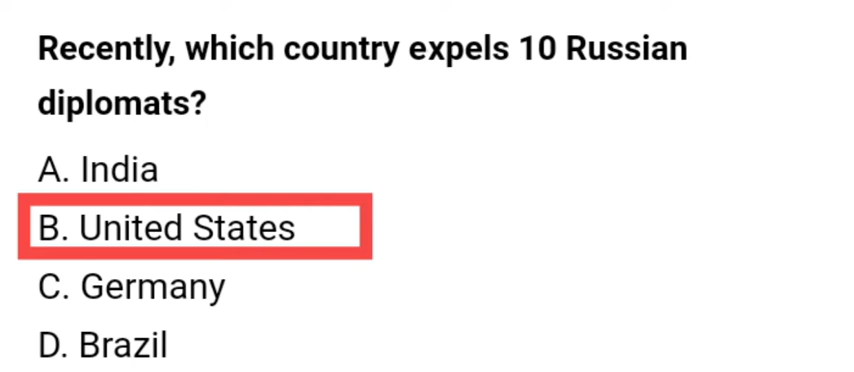 Recently, which country expels 10 Russian
diplomats?
A. India
B. United States
C. Germany
D. Brazil